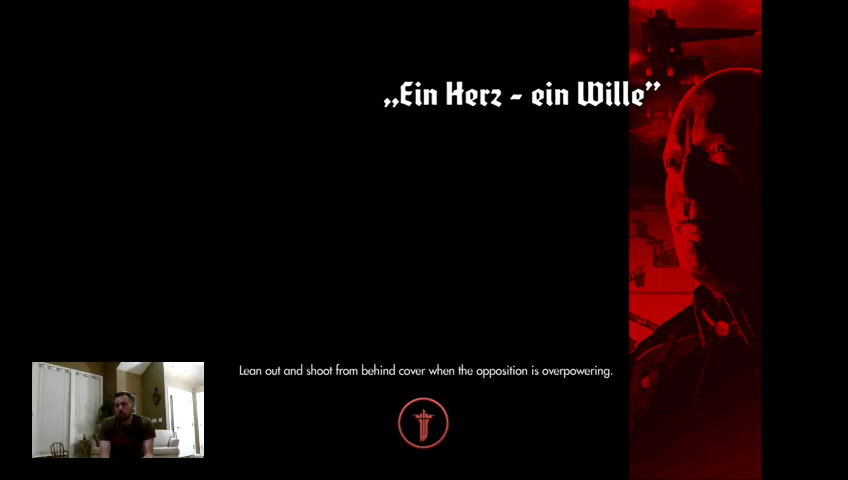 „Ein Herz - ein Wille”
Lean out and shoot from behind cover when the opposition is overpowering.